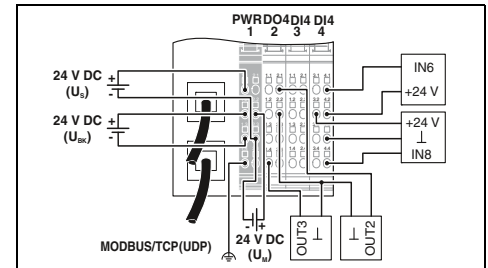 PWR DO4 DI4 DI4
1 2 3 4
24 V DC
(US)
+
-
24 V DC
(UBK)
+
-
IN6
+24 V
+24 V
⊥
IN8
- +
24 V DC
(UM)
MODBUS/TCP(UDP)
OUT3
⊥
⊥
OUT2